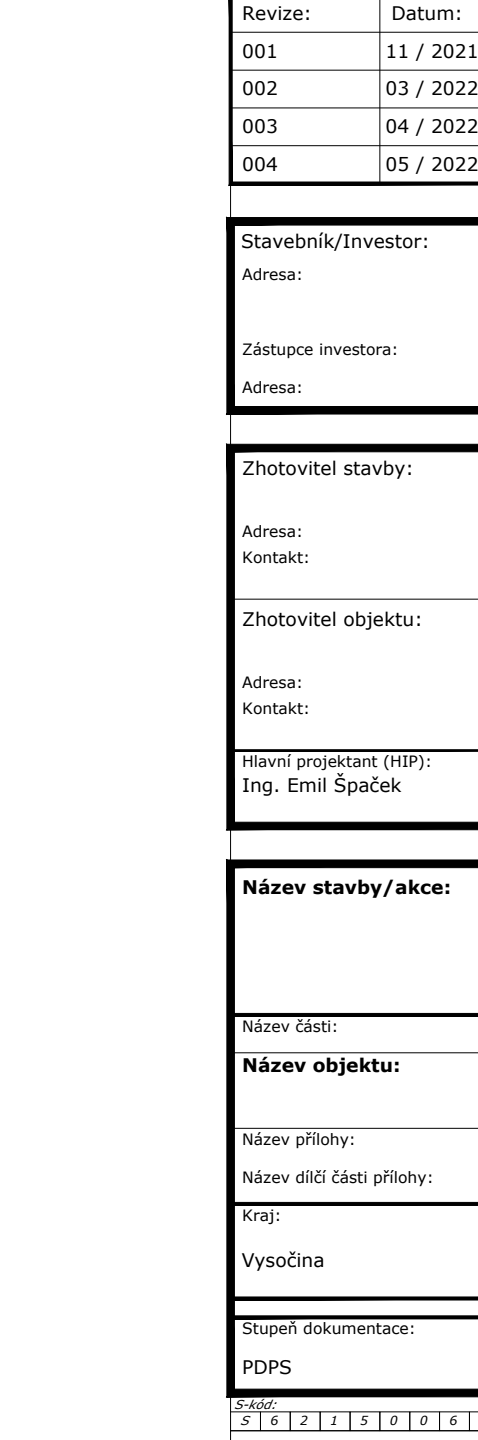 Revize: Datum:
001 11 / 2021
002 03 / 2022
003 04 / 2022
004 05 / 2022
Stavebník/Investor:
Adresa:
Zástupce investora:
Adresa:
Zhotovitel stavby:
Adresa:
Kontakt:
Zhotovitel objektu:
Adresa:
Kontakt:
Hlavní projektant (HIP):
Ing. Emil Špaček
Název stavby/akce:
Název části:
Název objektu:
Název přílohy:
Název dílčí části přílohy:
Kraj:
Vysočina
Stupeň dokumentace:
PDPS
S-kód:
S 6 2 1 5 0 0 6